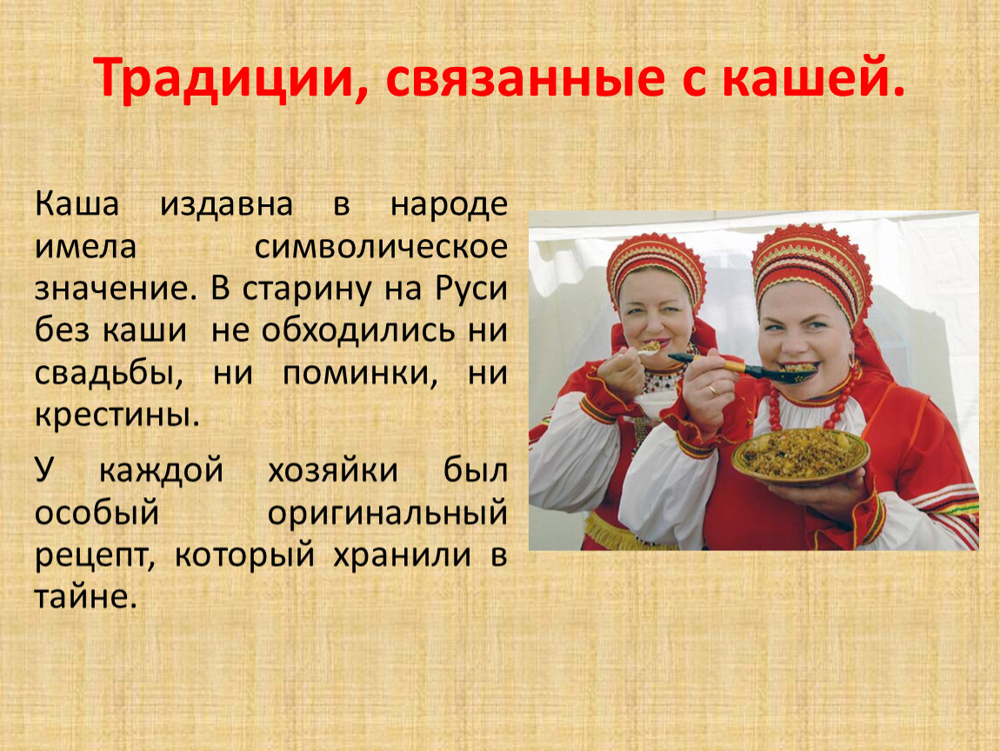 Традиции, связанные с кашей.
Каша издавна в народе
имела символическое
значение. В старину на Руси
без каши не обходились ни
свадьбы, ни поминки, ни
крестины.
У каждой хозяйки был
особый оригинальный
рецепт, который хранили в
тайне.